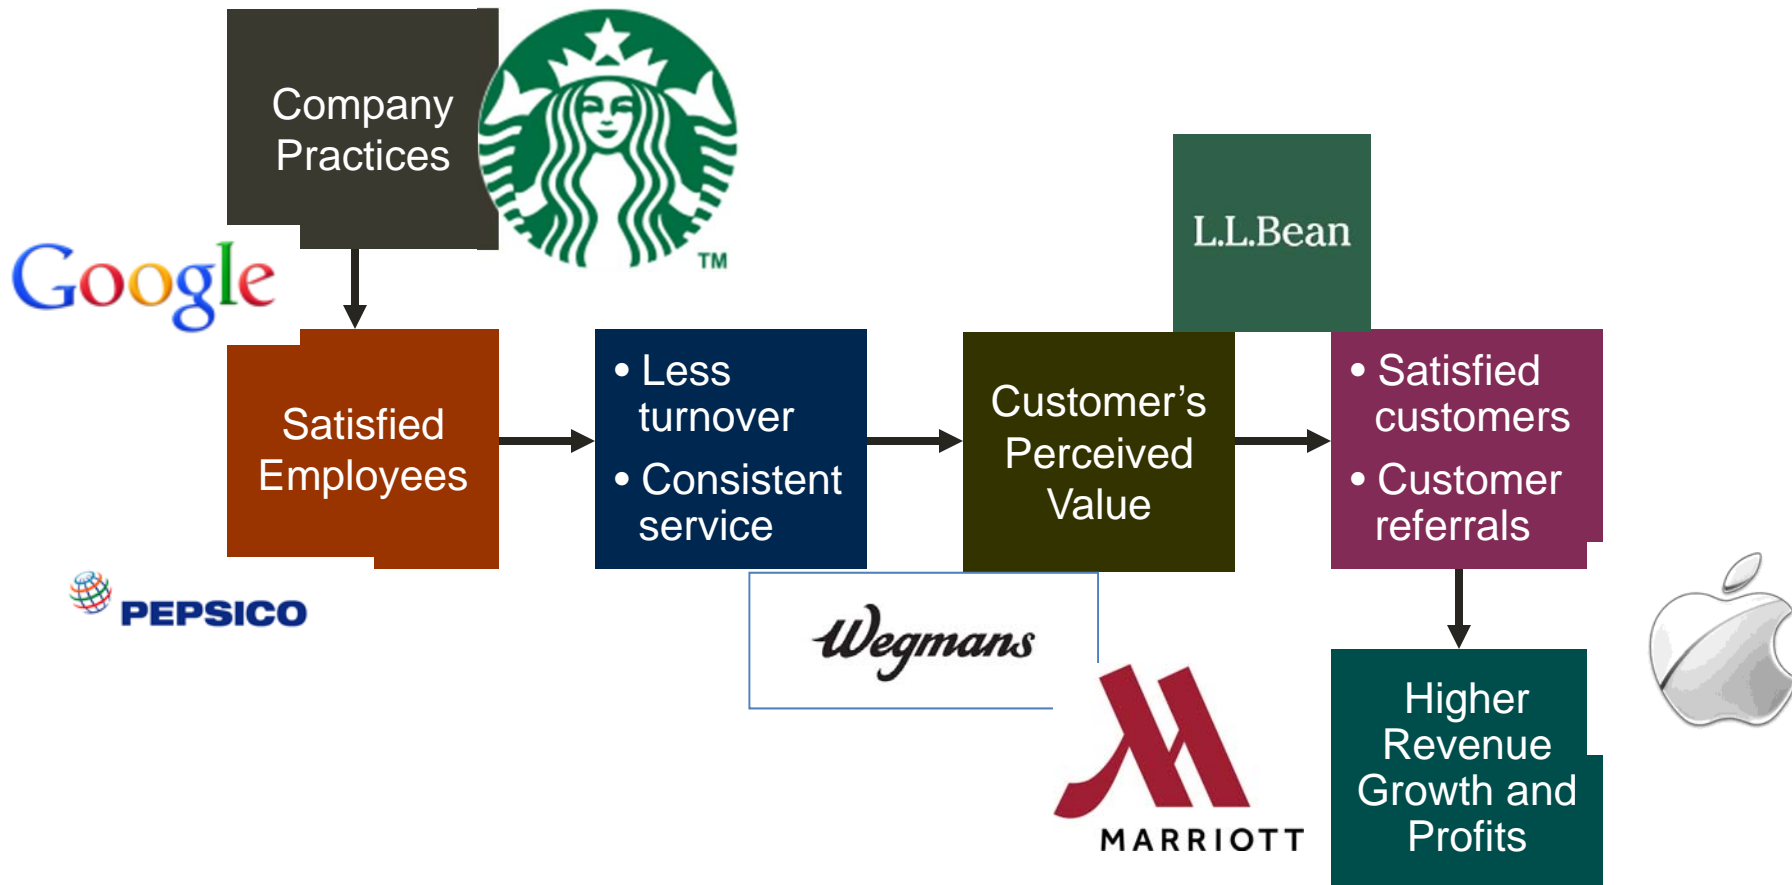 Company
Practices
TM
L.L.Bean
Google
Satisfied
Employees
• Less
turnover
• Consistent
service
Customer's
Perceived
Value
• Satisfied
customers
• Customer
referrals
PEPSICO
Wegmans
MARRIOTT
Higher
Revenue
Growth and
Profits